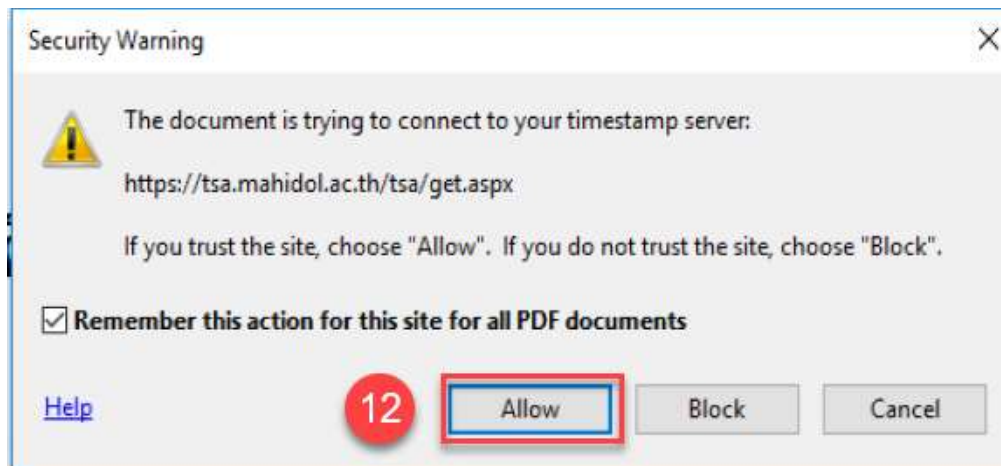 Security Warning
The document is trying to connect to your timestamp server:
https://tsa.mahidol.ac.th/tsa/get.aspx
If you trust the site, choose "Allow". If you do not trust the site, choose "Block".
Remember this action for this site for all PDF documents
Help 12 Allow Block Cancel